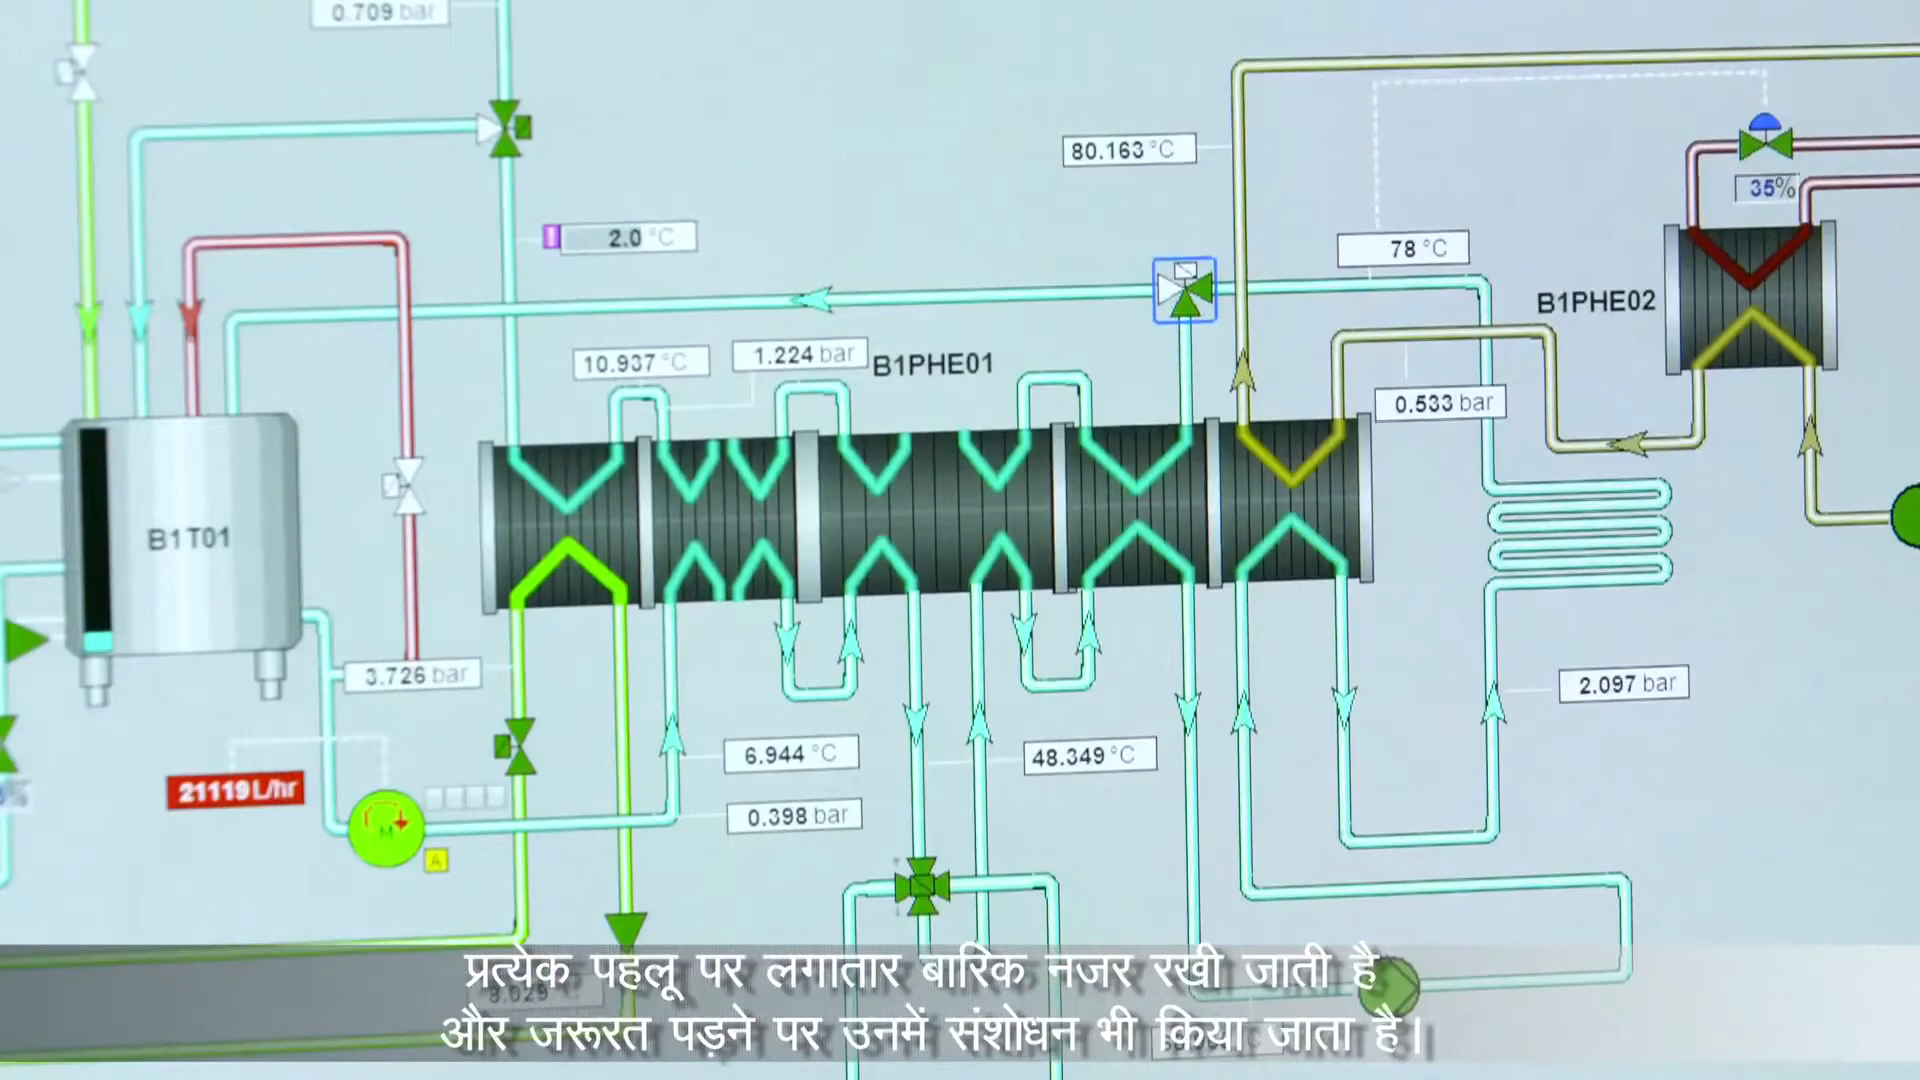 0.709 bar
80.163 °C
35%
2.0 °C
78 °C
B1PHE02
10.937 °C
1.224 bar
B1PHE01
0.533 bar
B1T01
3.726 bar
2.097 bar
6.944 °C
48.349 °C
21119 L/hr
M
0.398 bar
A
प्रत्येक पहलू पर लगातार बारिक नजर रखी जाती है
और जरूरत पड़ने पर उनमें संशोधन भी किया जाता है।